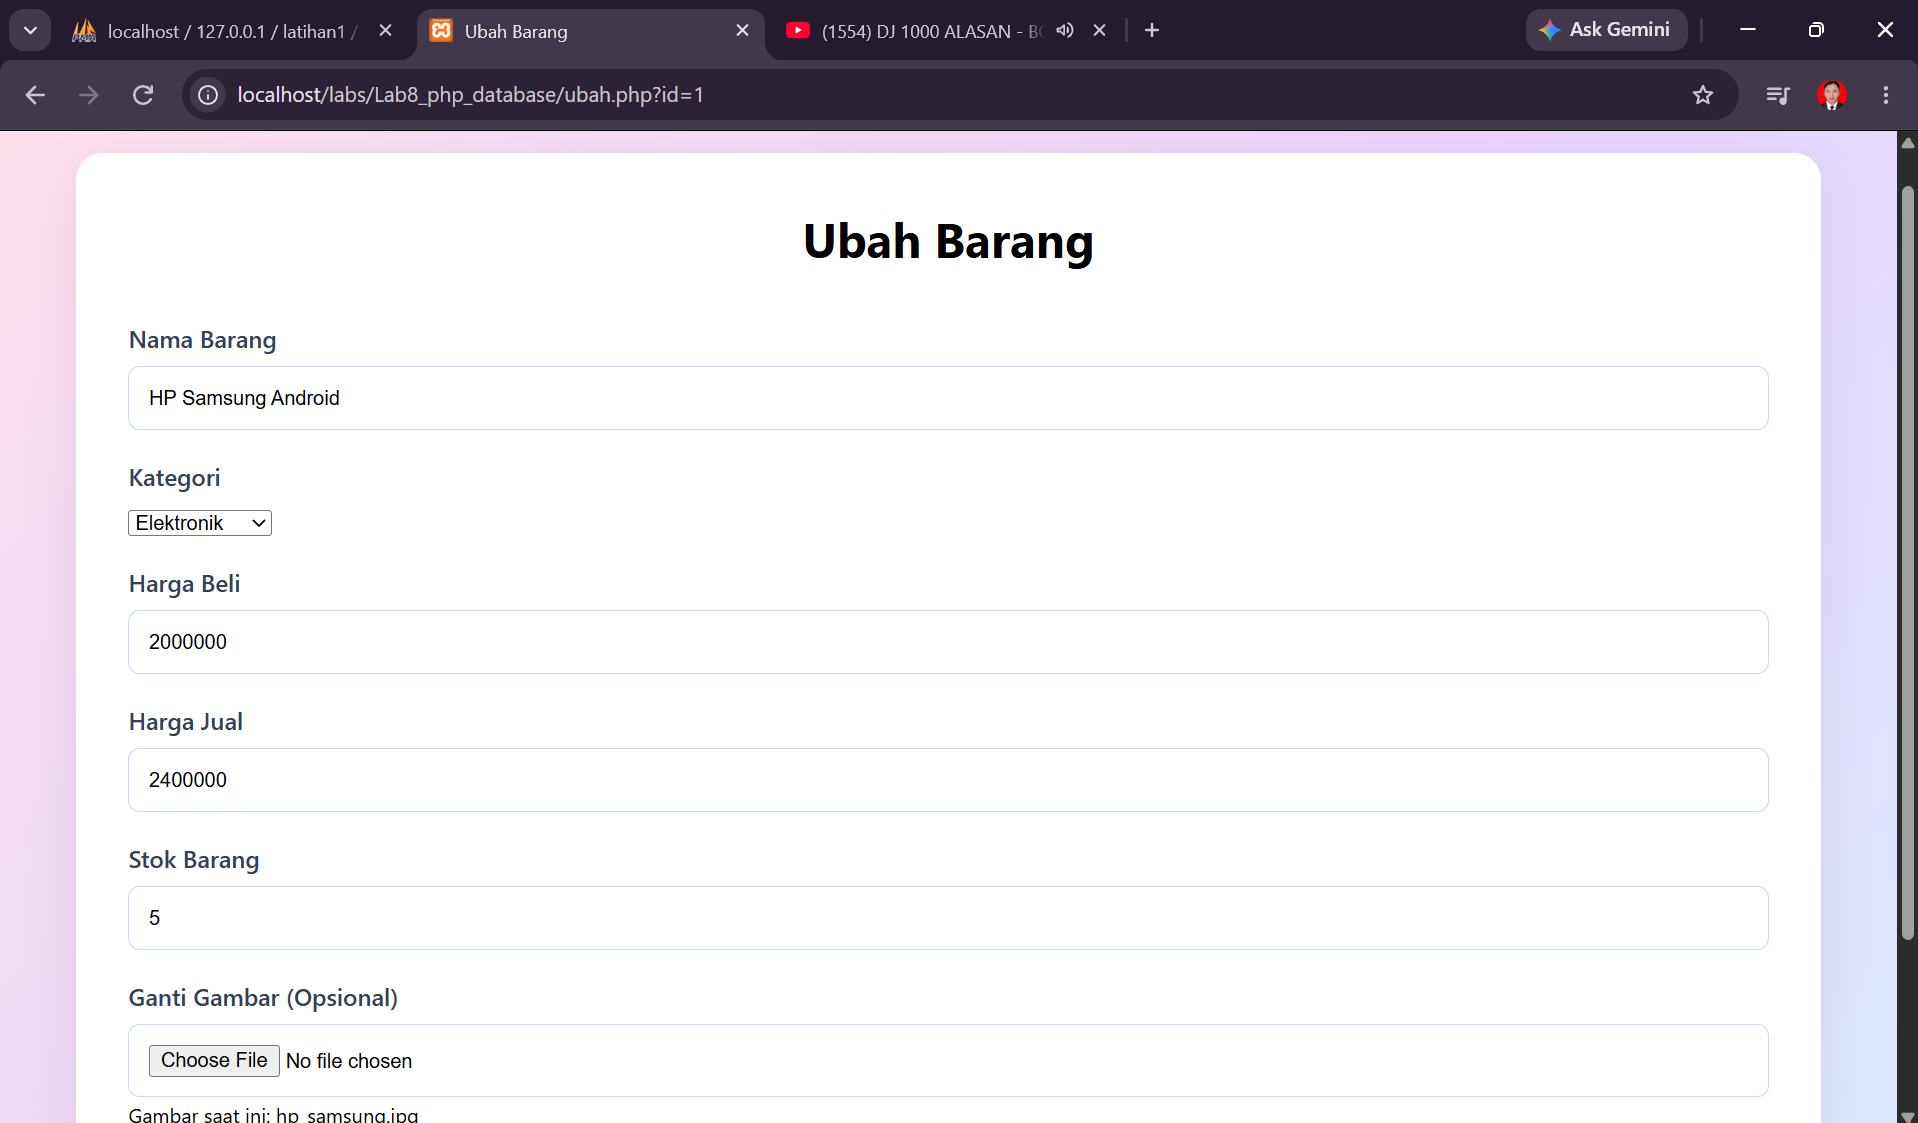 localhost / 127.0.0.1 / latihan1 /
Ubah Barang
(1554) DJ 1000 ALASAN - BO
Ask Gemini
localhost/labs/Lab8_php_database/ubah.php?id=1
Ubah Barang
Nama Barang
HP Samsung Android
Kategori
Elektronik
Harga Beli
2000000
Harga Jual
2400000
Stok Barang
5
Ganti Gambar (Opsional)
Choose File No file chosen
Gambar saat ini: hp_samsung.jpg